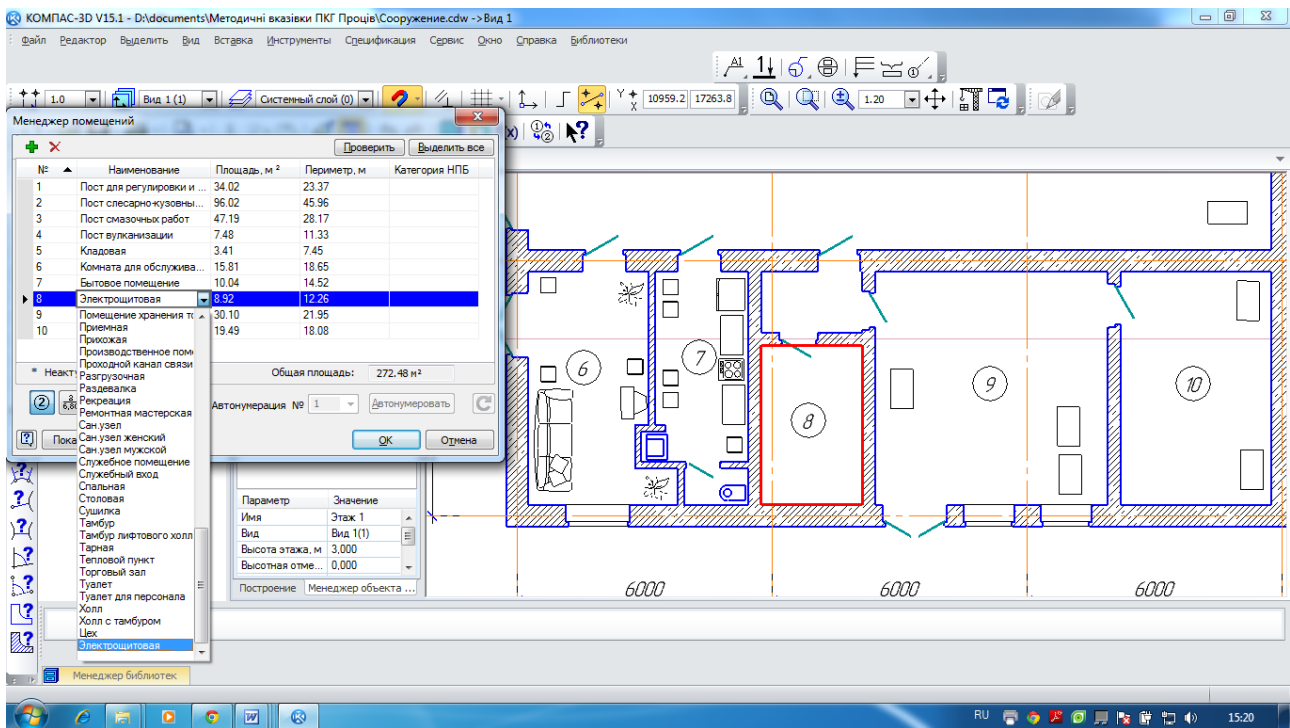 КОМПАС-3D V15.1 - D:\documents\Методичні вказівки ПКГ Проців\Сооружение.cdw ->Вид 1
Файл Редактор Выделить Вид Вставка Инструменты Спецификация Сервис Окно Справка Библиотеки
1.0 Вид 1 (1) Системный слой (0) 10959.2 17263.8 1.20
Менеджер помещений
Проверить Выделить все
№ Наименование Площадь, м ² Периметр, м Категория НПБ
1 Пост для регулировки и ... 34.02 23.37
2 Пост слесарно-кузовны... 96.02 45.96
3 Пост смазочных работ 47.19 28.17
4 Пост вулканизации 7.48 11.33
5 Кладовая 3.41 7.45
6 Комната для обслужива... 15.81 18.65
7 Бытовое помещение 10.04 14.52
8 Электрощитовая 8.92 12.26
9 Помещение хранения то 30.10 21.95
10 19.49 18.08
Приемная
Прихожая
Производственное поме
Проходной канал связи
Разгрузочная
Раздевалка
Рекреация
Ремонтная мастерская
Сан.узел
Сан.узел женский
Сан.узел мужской
Служебное помещение
Служебный вход
Спальная
Столовая
Сушилка
Тамбур
Тамбур лифтового холл
Тарная
Тепловой пункт
Торговый зал
Туалет
Туалет для персонала
Холл
Холл с тамбуром
Цех
Электрощитовая
* Неакт Общая площадь: 272.48 м²
Автонумерация № 1 Автонумеровать
Пока OK Отмена
Параметр Значение
Имя Этаж 1
Вид Вид 1(1)
Высота этажа, м 3,000
Высотная отме... 0,000
Построение Менеджер объекта ...
6 7 8 9 10
6000 6000 6000
Менеджер библиотек
RU 15:20